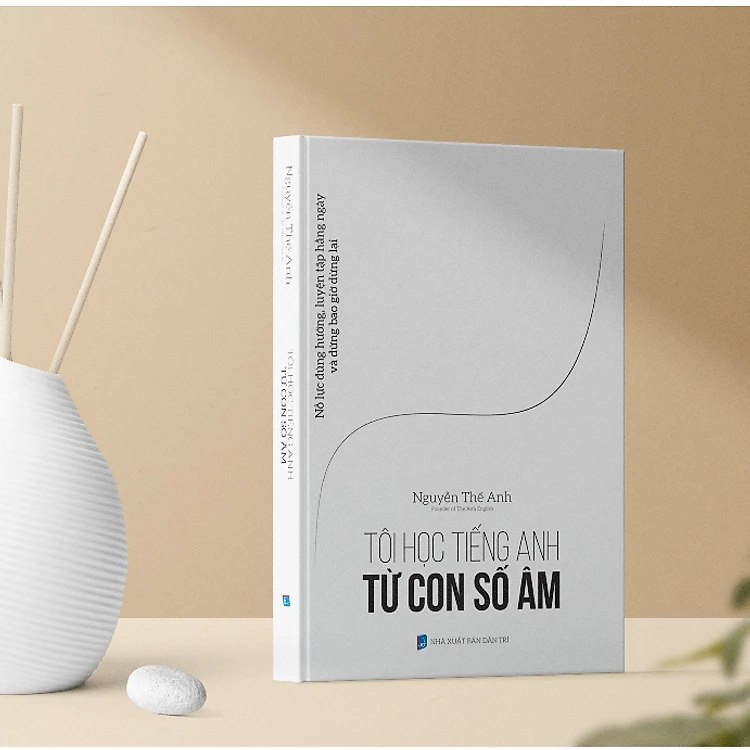 Nguyễn Thế Anh
TÔI HỌC TIẾNG ANH
TỪ CON SỐ ÂM
Nỗ lực đúng hướng, luyện tập hằng ngày
và đừng bao giờ dừng lại
Nguyễn Thế Anh
Founder of The Anh English
TÔI HỌC TIẾNG ANH
TỪ CON SỐ ÂM
NHÀ XUẤT BẢN DÂN TRÍ